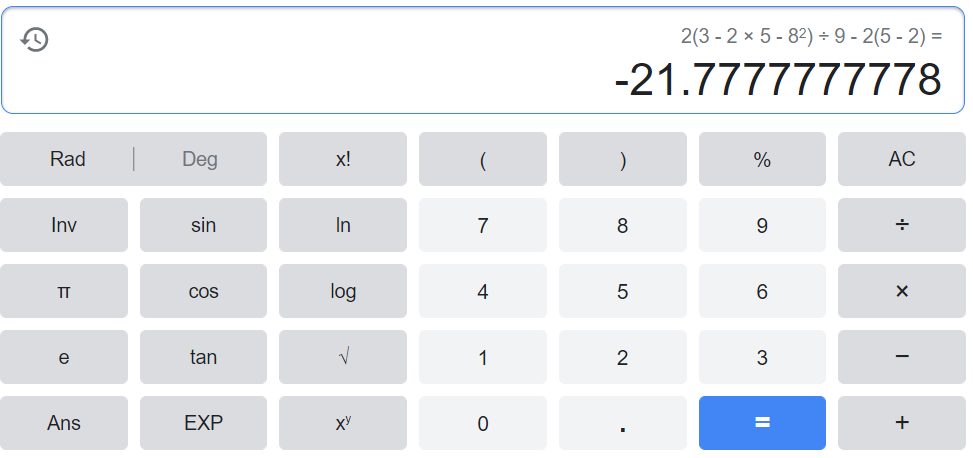 2(3 - 2 × 5 - 8²) ÷ 9 - 2(5 - 2) =
-21.7777777778
Rad | Deg x! ( ) % AC
Inv sin ln 7 8 9 ÷
π cos log 4 5 6 ×
e tan √ 1 2 3 −
Ans EXP xʸ 0 . = +